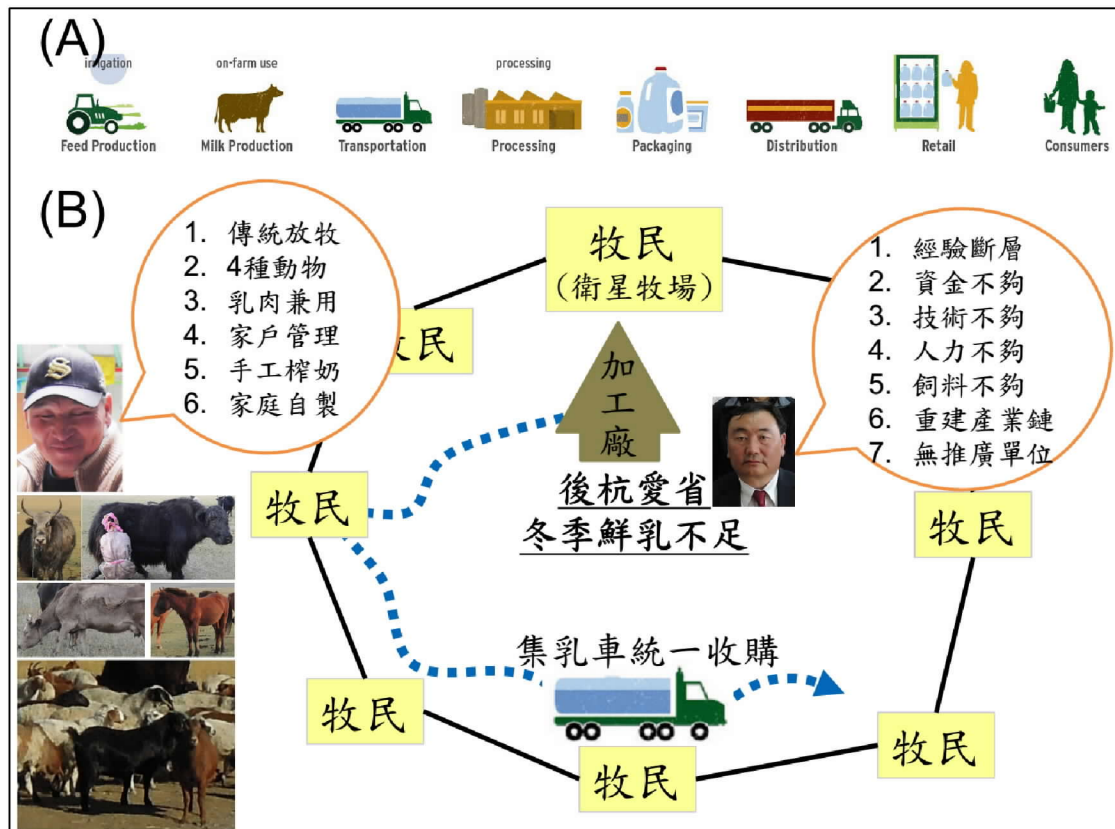 (A)
irrigation
on-farm use
processing
Feed Production
Milk Production
Transportation
Processing
Packaging
Distribution
Retail
Consumers
(B)
1. 傳統放牧
2. 4種動物
3. 乳肉兼用
4. 家戶管理
5. 手工榨奶
6. 家庭自製
牧民
(衛星牧場)
1. 經驗斷層
2. 資金不夠
3. 技術不夠
4. 人力不夠
5. 飼料不夠
6. 重建產業鏈
7. 無推廣單位
牧民
S
加工廠
後杭愛省
冬季鮮乳不足
牧民
牧民
集乳車統一收購
牧民
牧民
牧民